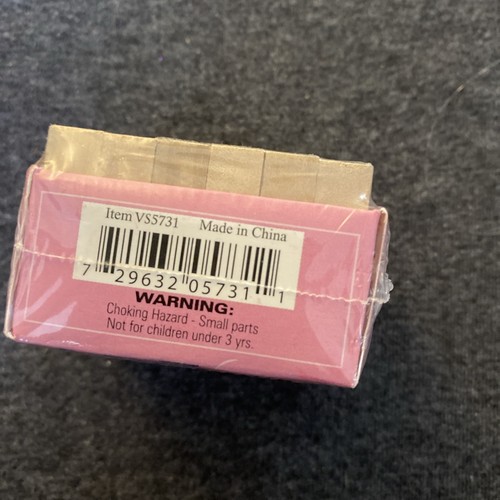 Item VS5731 Made in China
7 29632 05731 1
WARNING:
Choking Hazard - Small parts
Not for children under 3 yrs.